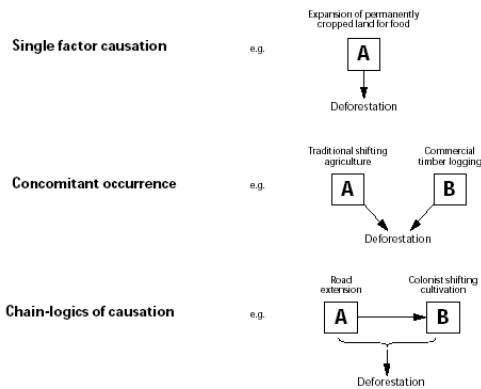 Expansion of permanently
cropped land for food
Single factor causation
e.g.
A
Deforestation
Traditional shifting
agriculture
Commercial
timber logging
Concomitant occurrence
e.g.
A
B
Deforestation
Road
extension
Colonist shifting
cultivation
Chain-logics of causation
e.g.
A
B
Deforestation